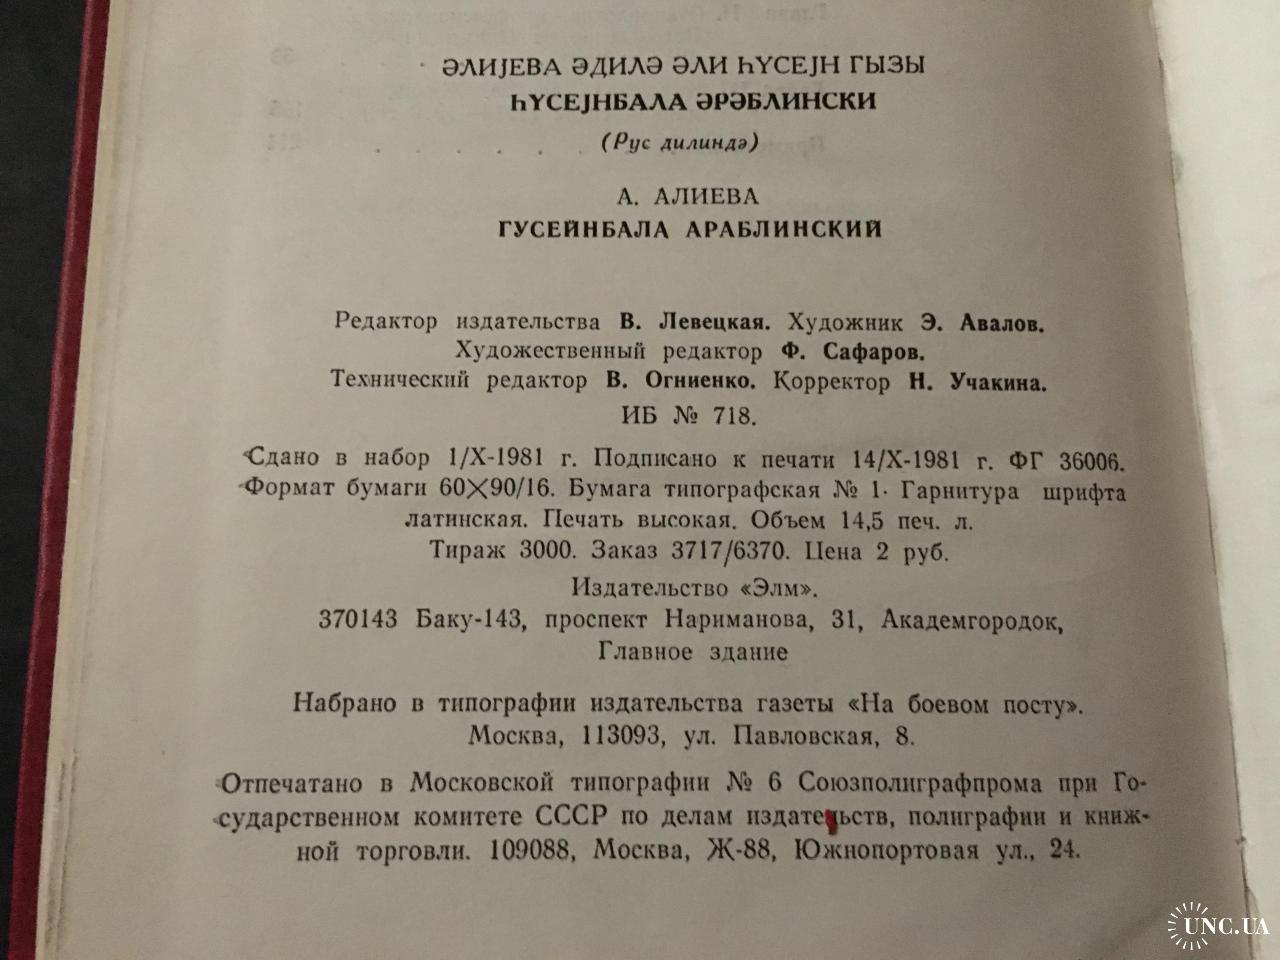 ӘЛИЈЕВА ӘДИЛӘ ӘЛИ ҺҮСЕЈН ГЫЗЫ
ҺҮСЕЈНБАЛА ӘРӘБЛИНСКИ
(Рус дилиндә)
А. АЛИЕВА
ГУСЕЙНБАЛА АРАБЛИНСКИЙ
Редактор издательства В. Левецкая. Художник Э. Авалов.
Художественный редактор Ф. Сафаров.
Технический редактор В. Огниенко. Корректор Н. Учакина.
ИБ № 718.
Сдано в набор 1/X-1981 г. Подписано к печати 14/X-1981 г. ФГ 36006.
Формат бумаги 60×90/16. Бумага типографская № 1. Гарнитура шрифта
латинская. Печать высокая. Объем 14,5 печ. л.
Тираж 3000. Заказ 3717/6370. Цена 2 руб.
Издательство «Элм».
370143 Баку-143, проспект Нариманова, 31, Академгородок,
Главное здание
Набрано в типографии издательства газеты «На боевом посту».
Москва, 113093, ул. Павловская, 8.
Отпечатано в Московской типографии № 6 Союзполиграфпрома при Го-
сударственном комитете СССР по делам издательств, полиграфии и книж-
ной торговли. 109088, Москва, Ж-88, Южнопортовая ул., 24.
UNC.UA